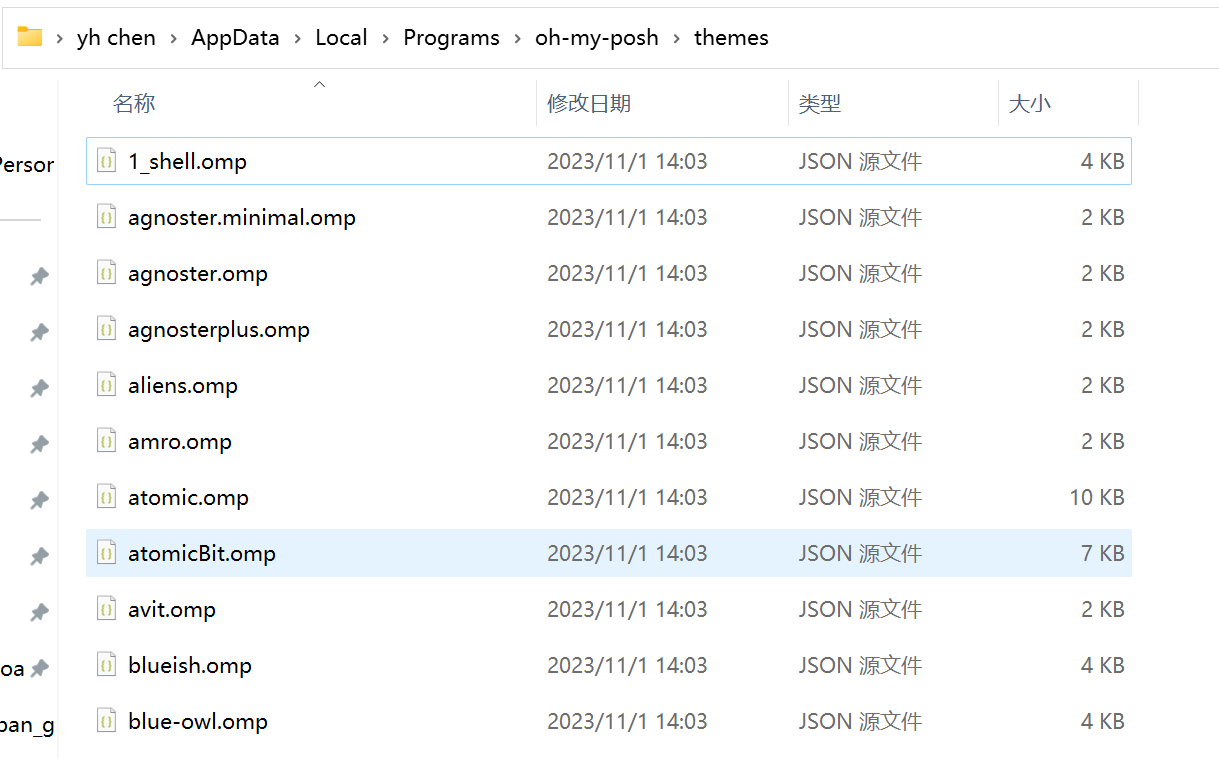 yh chen › AppData › Local › Programs › oh-my-posh › themes
名称 修改日期 类型 大小
1_shell.omp 2023/11/1 14:03 JSON 源文件 4 KB
Person
agnoster.minimal.omp 2023/11/1 14:03 JSON 源文件 2 KB
agnoster.omp 2023/11/1 14:03 JSON 源文件 2 KB
agnosterplus.omp 2023/11/1 14:03 JSON 源文件 2 KB
aliens.omp 2023/11/1 14:03 JSON 源文件 2 KB
amro.omp 2023/11/1 14:03 JSON 源文件 2 KB
atomic.omp 2023/11/1 14:03 JSON 源文件 10 KB
atomicBit.omp 2023/11/1 14:03 JSON 源文件 7 KB
avit.omp 2023/11/1 14:03 JSON 源文件 2 KB
oa
blueish.omp 2023/11/1 14:03 JSON 源文件 4 KB
ban_g
blue-owl.omp 2023/11/1 14:03 JSON 源文件 4 KB